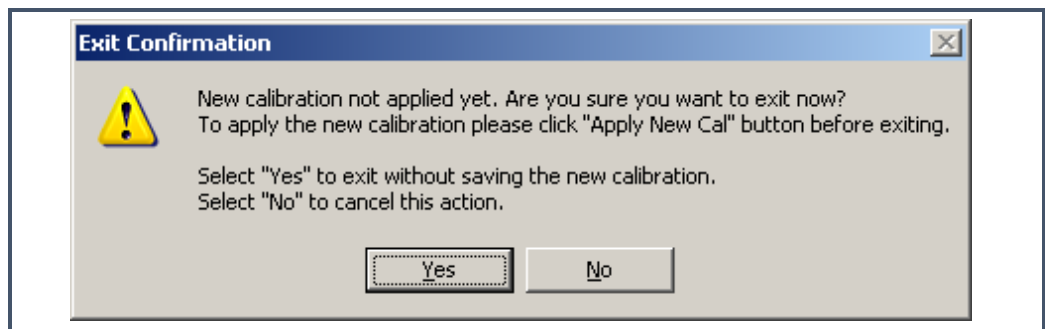 Exit Confirmation
New calibration not applied yet. Are you sure you want to exit now?
To apply the new calibration please click "Apply New Cal" button before exiting.
Select "Yes" to exit without saving the new calibration.
Select "No" to cancel this action.
Yes
No